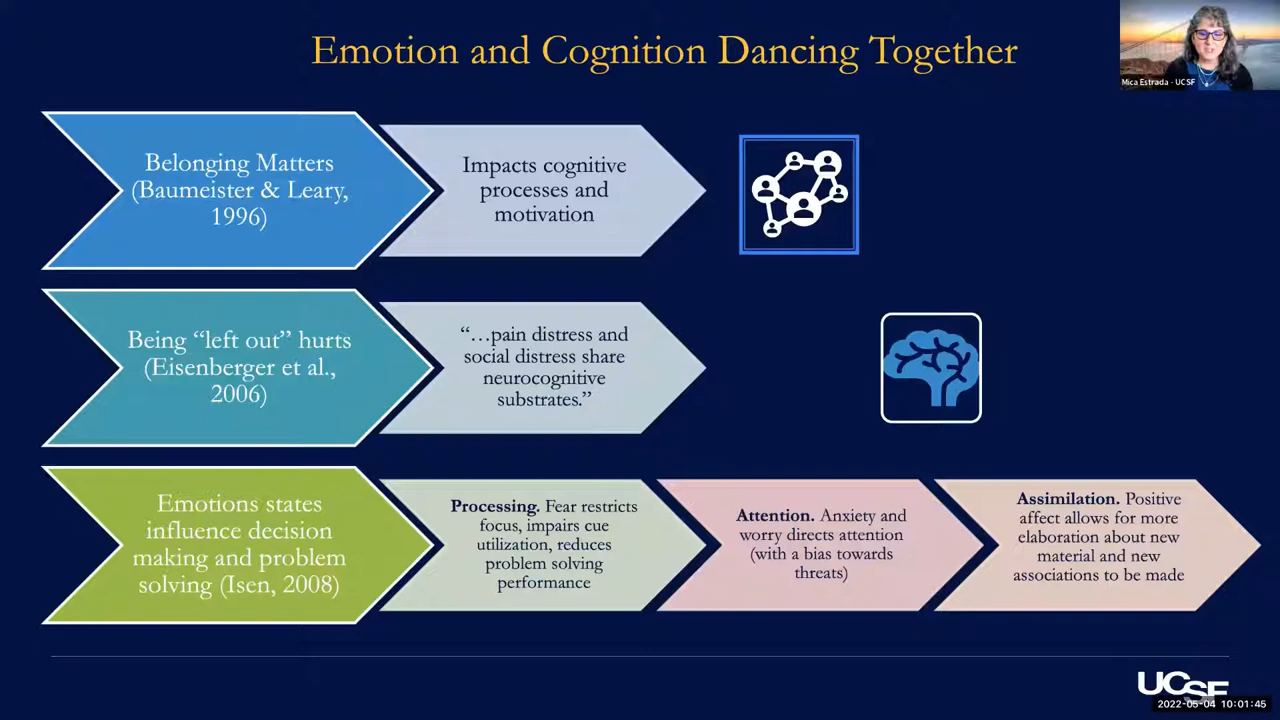 Emotion and Cognition Dancing Together
Mica Estrada - UCSF
Belonging Matters
(Baumeister & Leary,
1996)
Impacts cognitive
processes and
motivation
Being “left out” hurts
(Eisenberger et al.,
2006)
“…pain distress and
social distress share
neurocognitive
substrates.”
Emotions states
influence decision
making and problem
solving (Isen, 2008)
Processing. Fear restricts
focus, impairs cue
utilization, reduces
problem solving
performance
Attention. Anxiety and
worry directs attention
(with a bias towards
threats)
Assimilation. Positive
affect allows for more
elaboration about new
material and new
associations to be made
UCSF
2022-05-04 10:01:45